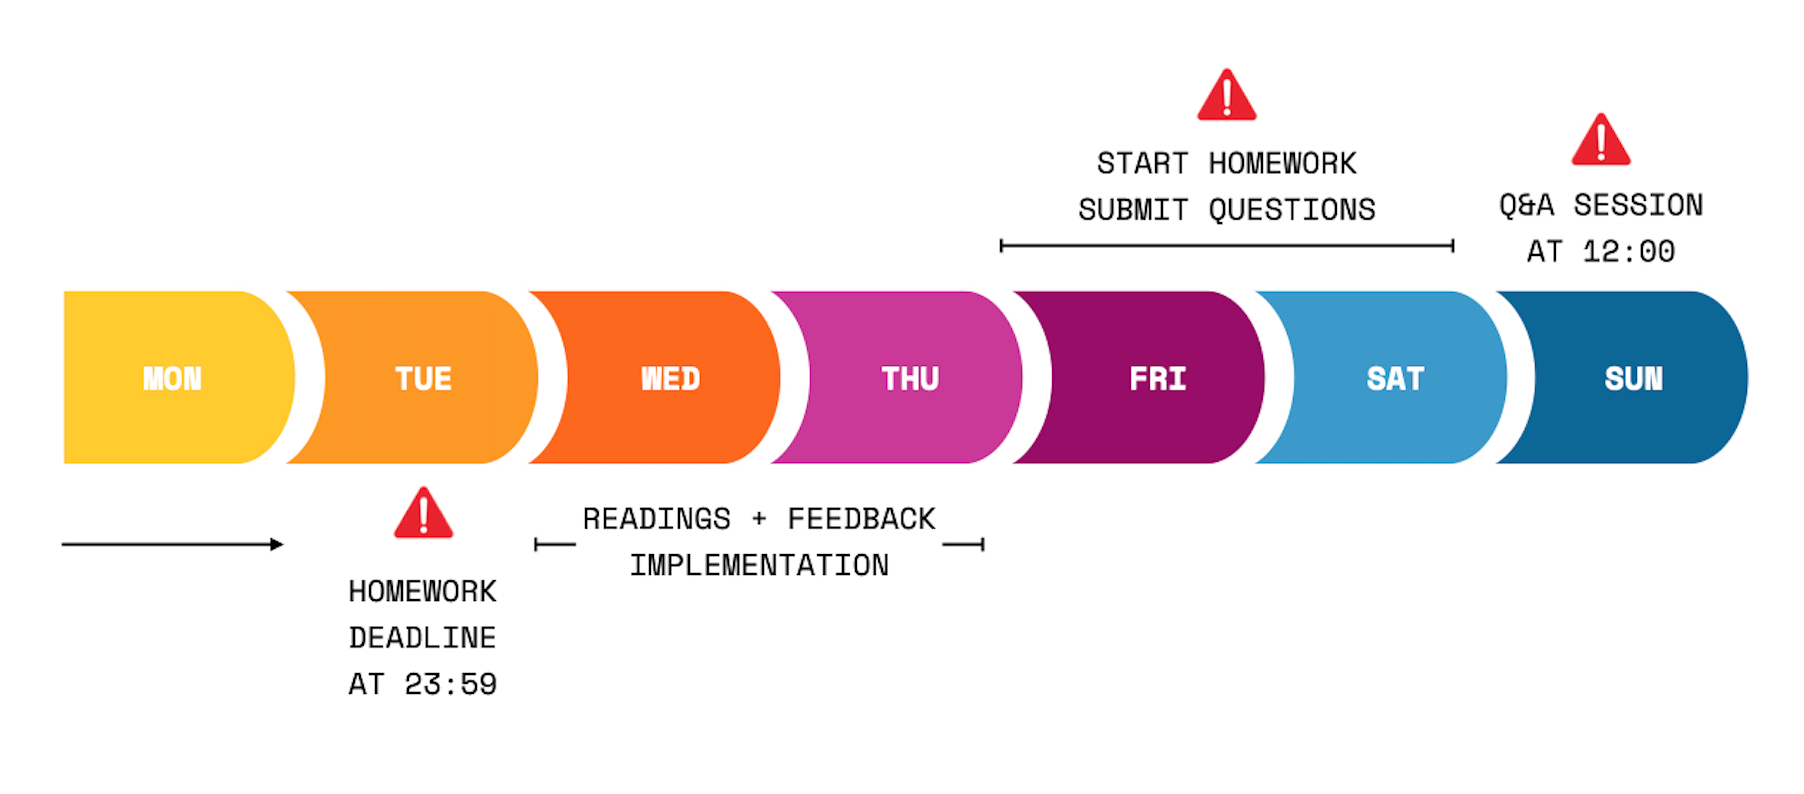 START HOMEWORK
SUBMIT QUESTIONS
Q&A SESSION
AT 12:00
MON
TUE
WED
THU
FRI
SAT
SUN
HOMEWORK
DEADLINE
AT 23:59
READINGS + FEEDBACK
IMPLEMENTATION